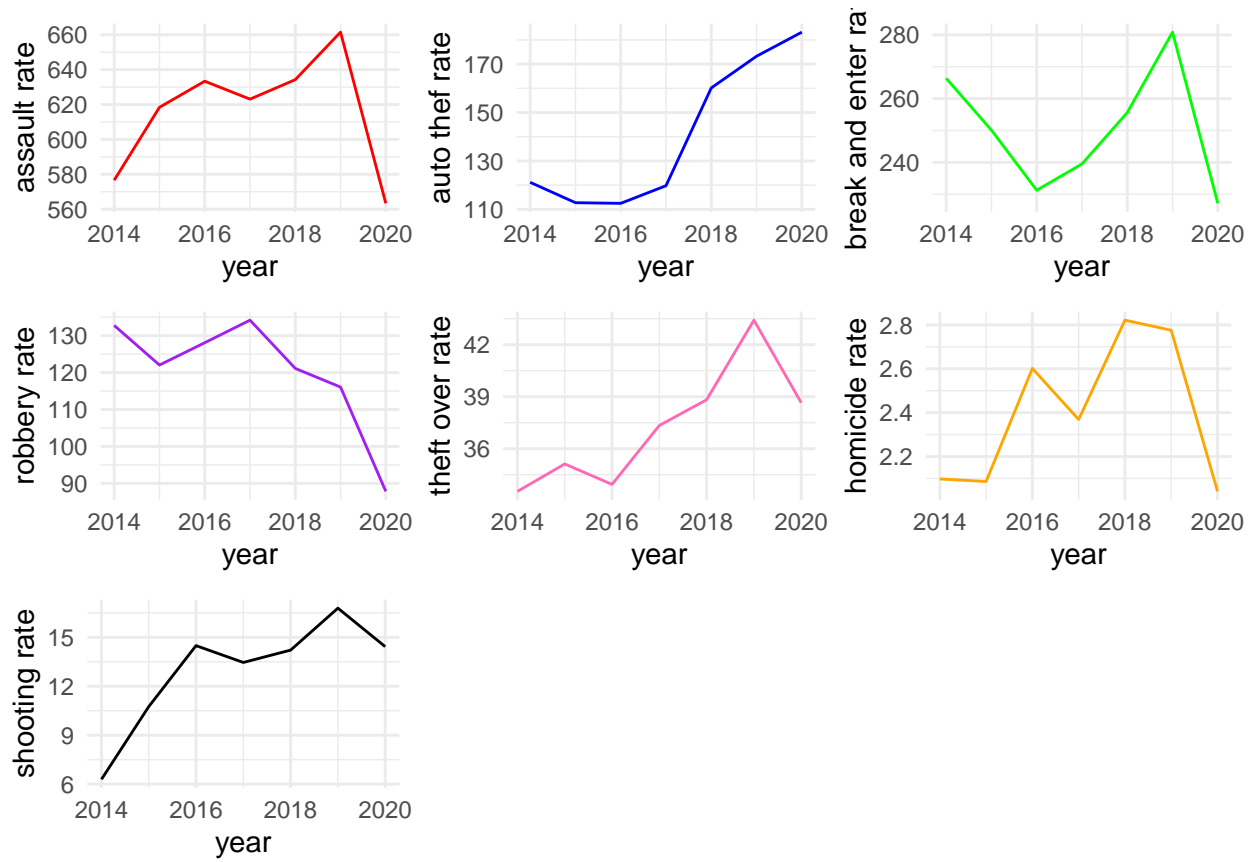 assault rate
660
640
620
600
580
560
2014 2016 2018 2020
year
auto thef rate
170
150
130
110
2014 2016 2018 2020
year
break and enter ra
280
260
240
2014 2016 2018 2020
year
robbery rate
130
120
110
100
90
2014 2016 2018 2020
year
theft over rate
42
39
36
2014 2016 2018 2020
year
homicide rate
2.8
2.6
2.4
2.2
2014 2016 2018 2020
year
shooting rate
15
12
9
6
2014 2016 2018 2020
year